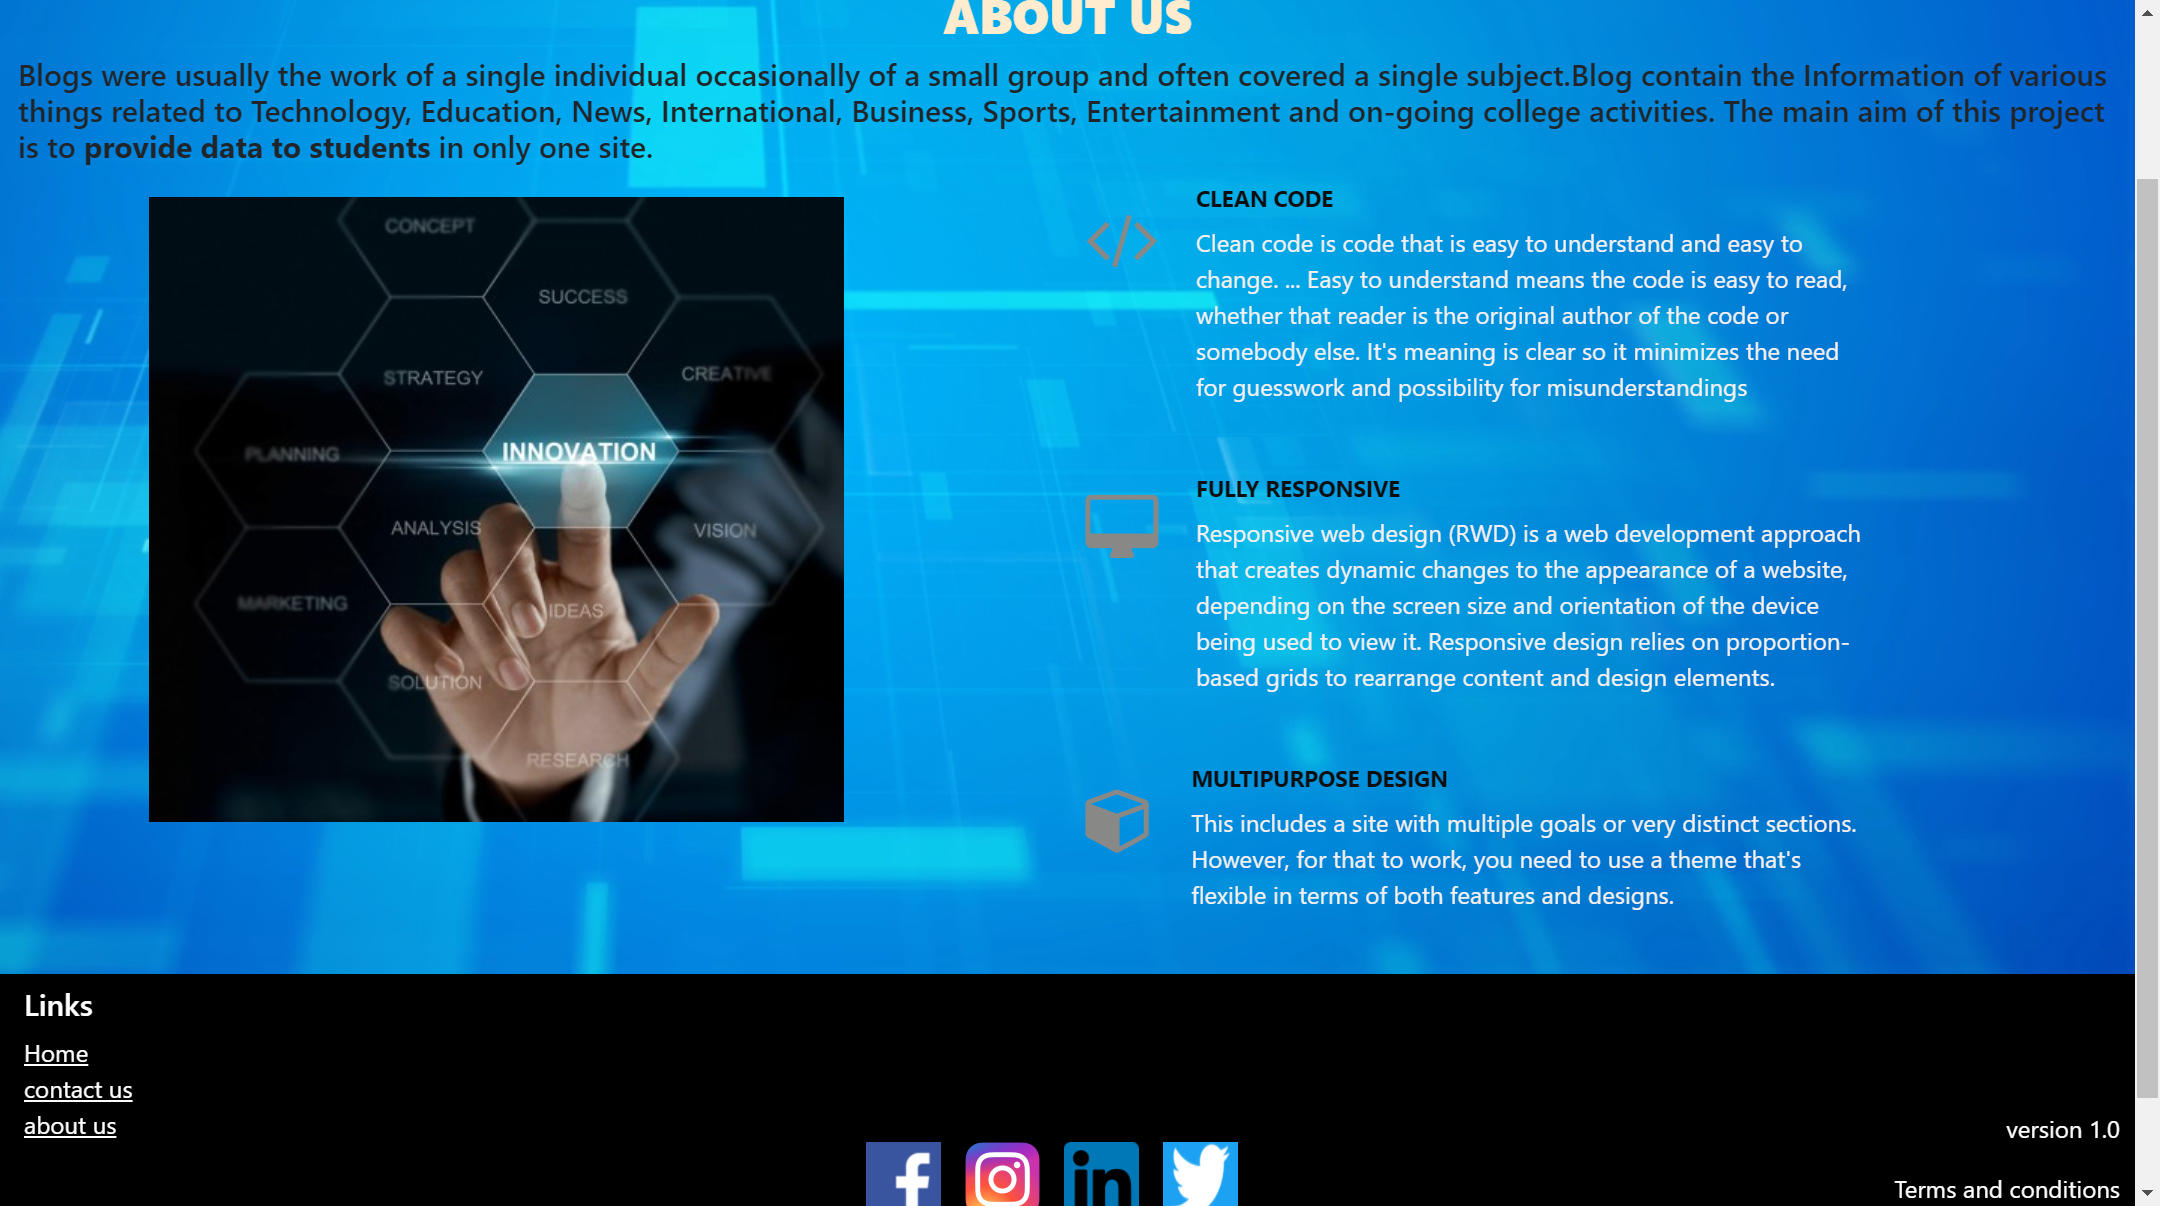 ABOUT US
Blogs were usually the work of a single individual occasionally of a small group and often covered a single subject.Blog contain the Information of various
things related to Technology, Education, News, International, Business, Sports, Entertainment and on-going college activities. The main aim of this project
is to provide data to students in only one site.
CONCEPT
SUCCESS
STRATEGY
CREATIVE
INNOVATION
PLANNING
ANALYSIS
VISION
MARKETING
IDEAS
SOLUTION
RESEARCH
CLEAN CODE
Clean code is code that is easy to understand and easy to
change. ... Easy to understand means the code is easy to read,
whether that reader is the original author of the code or
somebody else. It's meaning is clear so it minimizes the need
for guesswork and possibility for misunderstandings
FULLY RESPONSIVE
Responsive web design (RWD) is a web development approach
that creates dynamic changes to the appearance of a website,
depending on the screen size and orientation of the device
being used to view it. Responsive design relies on proportion-
based grids to rearrange content and design elements.
MULTIPURPOSE DESIGN
This includes a site with multiple goals or very distinct sections.
However, for that to work, you need to use a theme that's
flexible in terms of both features and designs.
Links
Home
contact us
about us
version 1.0
f
in
Terms and conditions